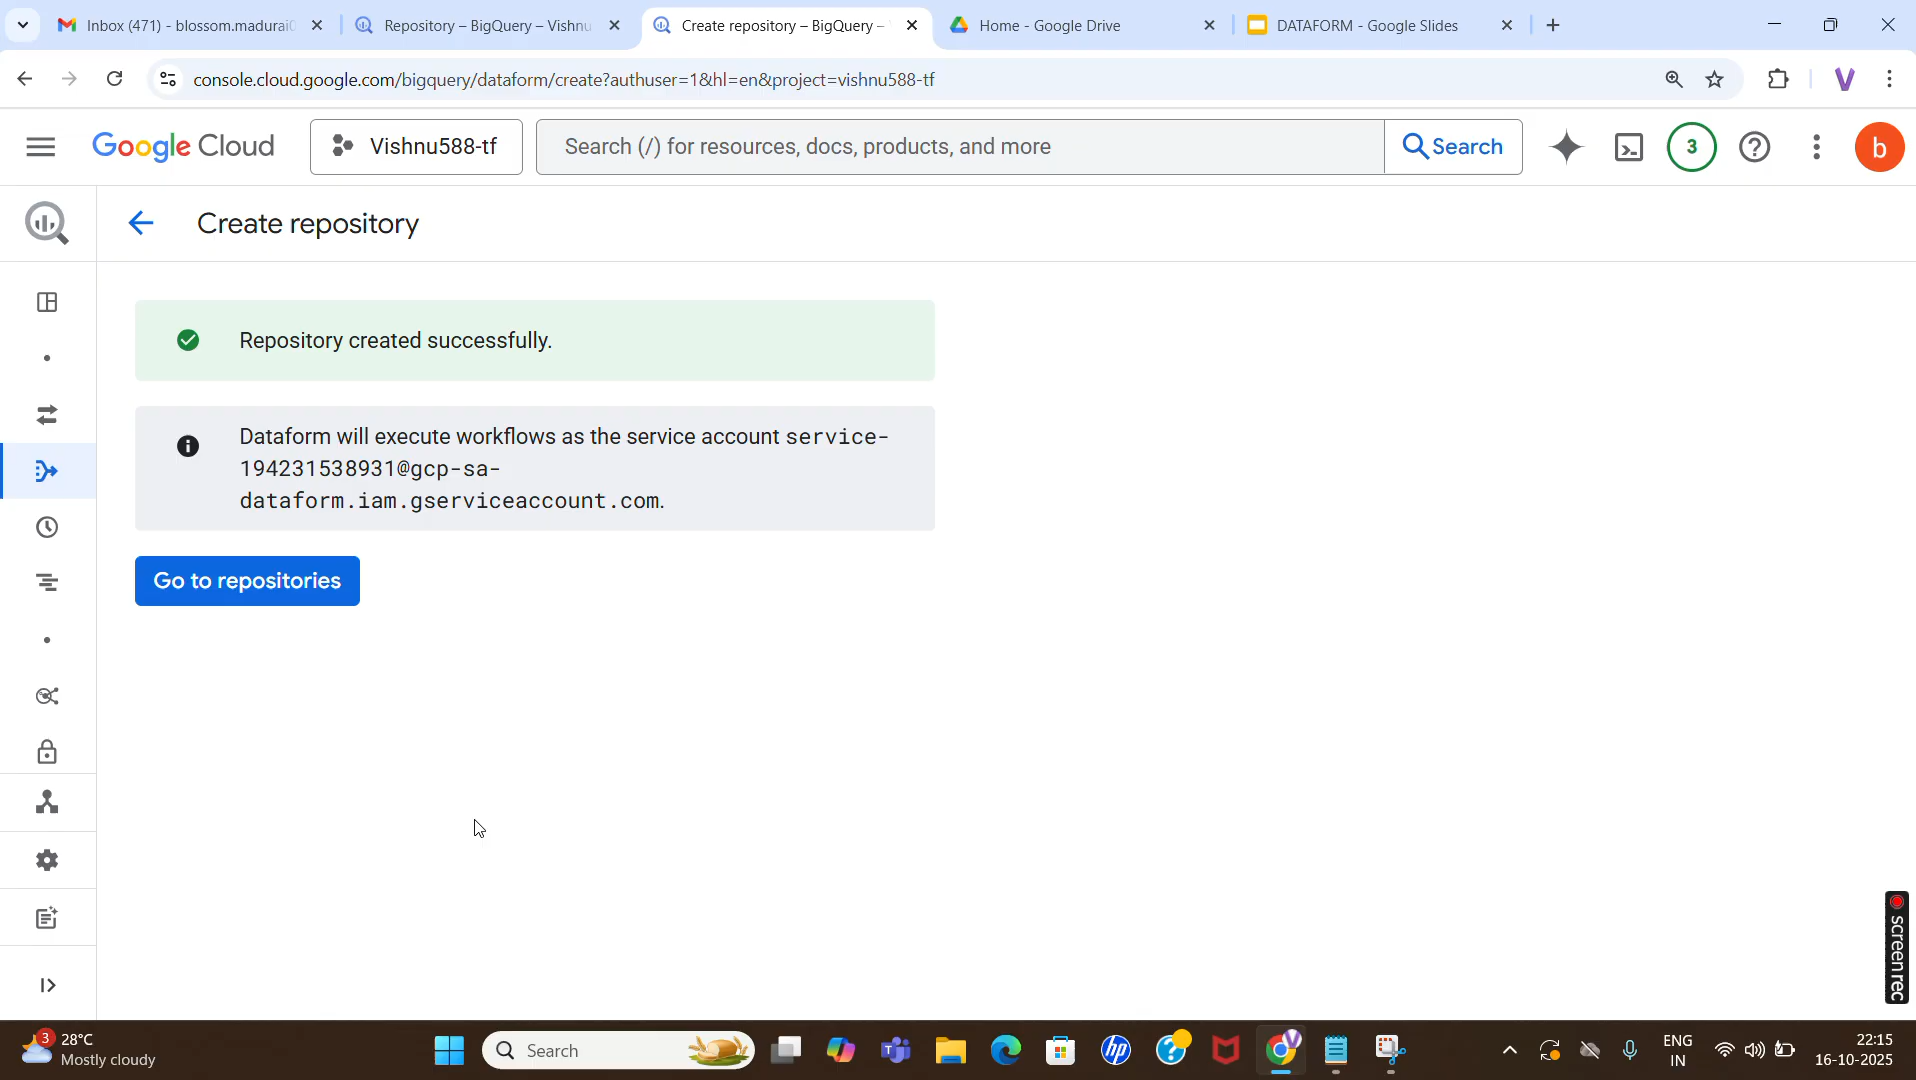 Inbox (471) - blossom.madurai
Repository – BigQuery – Vishnu
Create repository – BigQuery –
Home - Google Drive
DATAFORM - Google Slides
console.cloud.google.com/bigquery/dataform/create?authuser=1&hl=en&project=vishnu588-tf
Google Cloud
Vishnu588-tf
Search (/) for resources, docs, products, and more
Search
3
b
Create repository
Repository created successfully.
Dataform will execute workflows as the service account service-
194231538931@gcp-sa-
dataform.iam.gserviceaccount.com.
Go to repositories
screenrec
3
28°C
Mostly cloudy
Search
hp
ENG
IN
22:15
16-10-2025